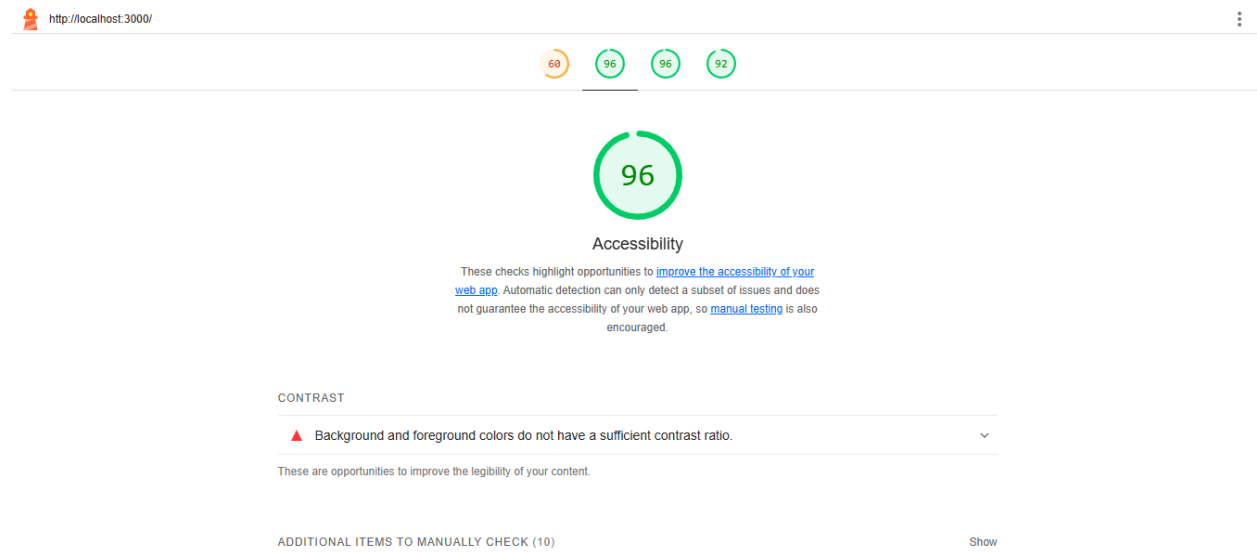 http://localhost:3000/
60 96 96 92
96
Accessibility
These checks highlight opportunities to improve the accessibility of your
web app. Automatic detection can only detect a subset of issues and does
not guarantee the accessibility of your web app, so manual testing is also
encouraged.
CONTRAST
Background and foreground colors do not have a sufficient contrast ratio.
These are opportunities to improve the legibility of your content.
ADDITIONAL ITEMS TO MANUALLY CHECK (10) Show